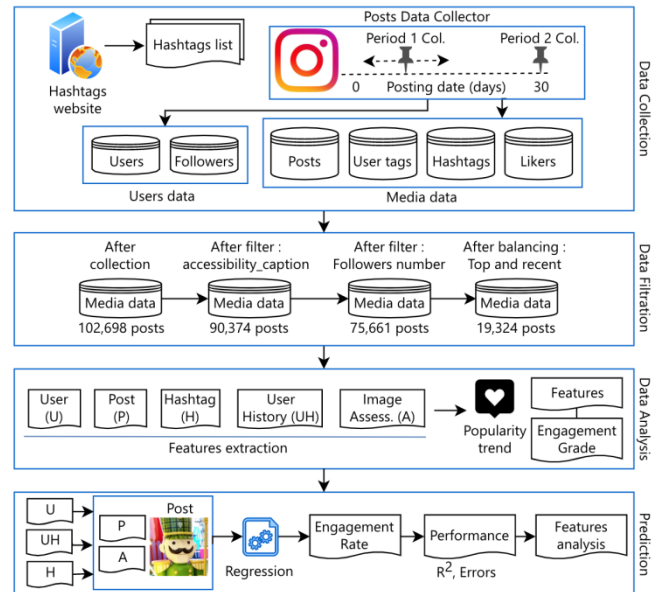 Posts Data Collector
Period 1 Col.
Period 2 Col.
Hashtags list
Hashtags
website
0
Posting date (days)
30
Users
Followers
Posts
User tags
Hashtags
Likers
Users data
Media data
Data Collection
After
collection
After filter :
accessibility_caption
After filter :
Followers number
After balancing :
Top and recent
Media data
Media data
Media data
Media data
102,698 posts
90,374 posts
75,661 posts
19,324 posts
Data Filtration
User
(U)
Post
(P)
Hashtag
(H)
User
History (UH)
Image
Assess. (A)
Features extraction
Popularity
trend
Features
Engagement
Grade
Data Analysis
U
UH
H
Post
P
A
Regression
Engagement
Rate
Performance
R², Errors
Features
analysis
Prediction